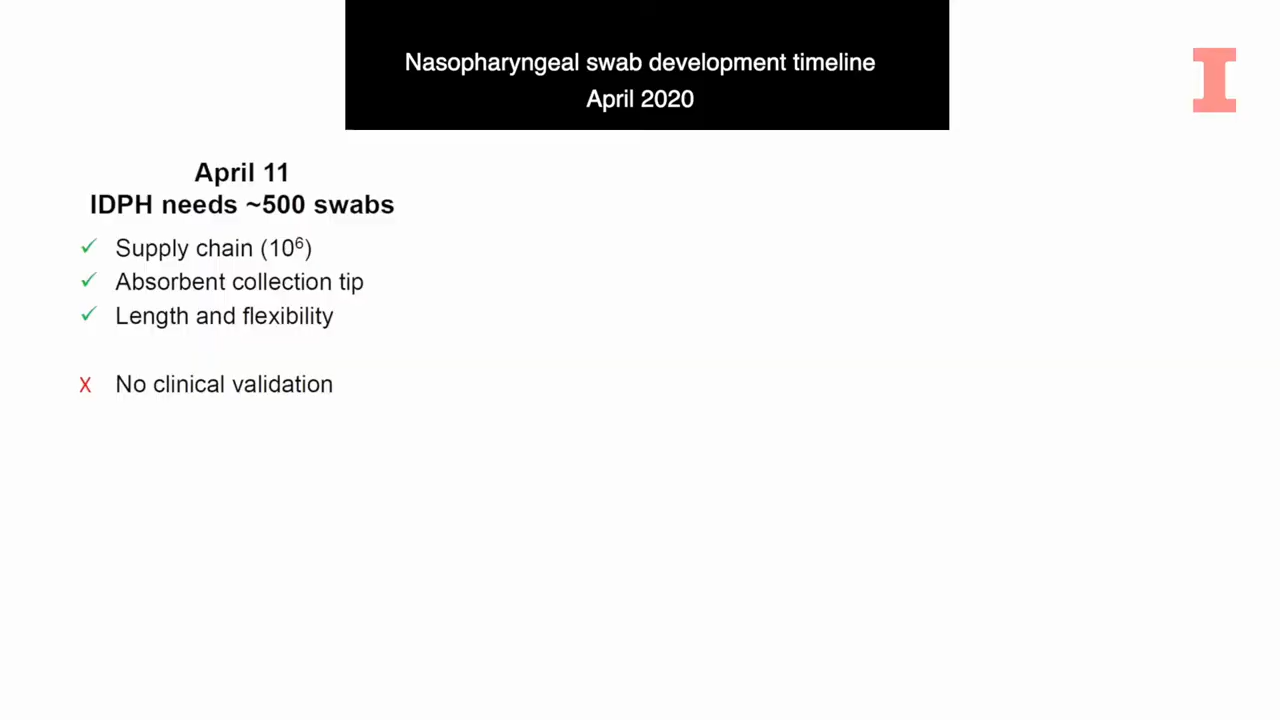 Nasopharyngeal swab development timeline
April 2020
I
April 11
IDPH needs ~500 swabs
✓ Supply chain (10⁶)
✓ Absorbent collection tip
✓ Length and flexibility
X No clinical validation